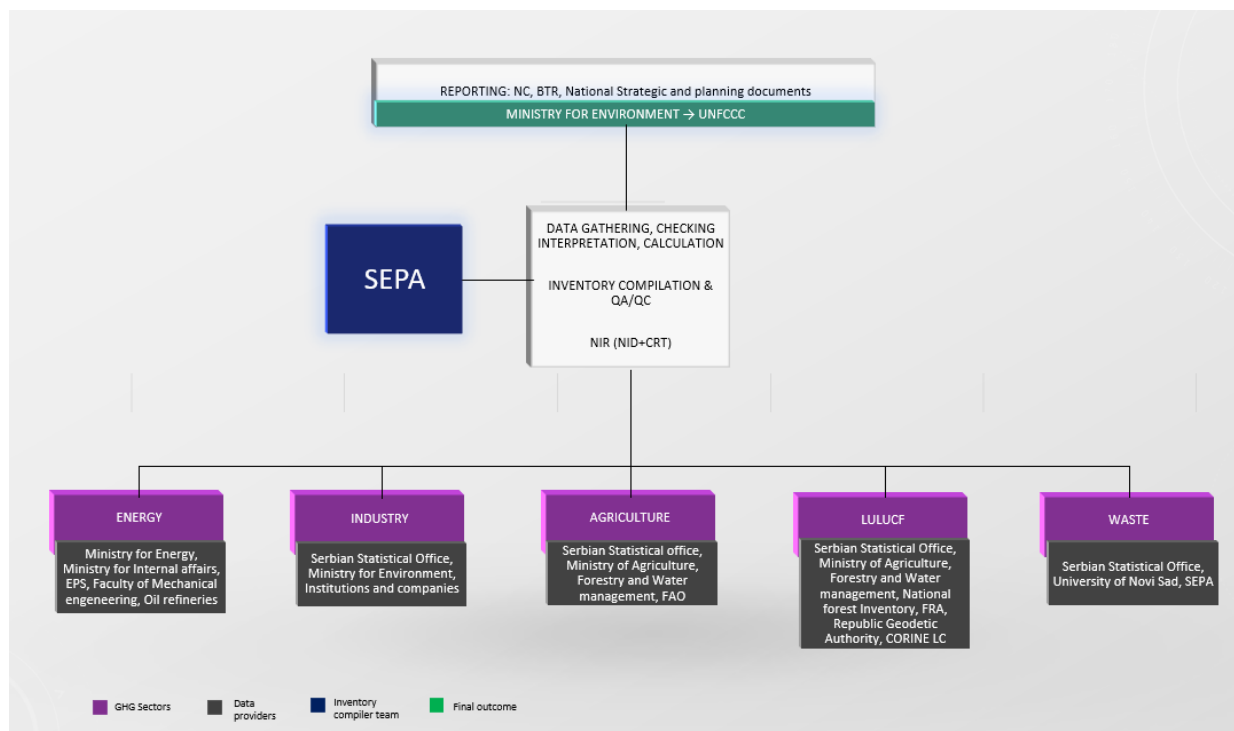 REPORTING: NC, BTR, National Strategic and planning documents
MINISTRY FOR ENVIRONMENT → UNFCCC
SEPA
DATA GATHERING, CHECKING
INTERPRETATION, CALCULATION
INVENTORY COMPILATION &
QA/QC
NIR (NID+CRT)
ENERGY
Ministry for Energy,
Ministry for Internal affairs,
EPS, Faculty of Mechanical
engeneering, Oil refineries
INDUSTRY
Serbian Statistical Office,
Ministry for Environment,
Institutions and companies
AGRICULTURE
Serbian Statistical office,
Ministry of Agriculture,
Forestry and Water
management, FAO
LULUCF
Serbian Statistical Office,
Ministry of Agriculture,
Forestry and Water
management, National
forest Inventory, FRA,
Republic Geodetic
Authority, CORINE LC
WASTE
Serbian Statistical Office,
University of Novi Sad, SEPA
GHG Sectors
Data
providers
Inventory
compiler team
Final outcome